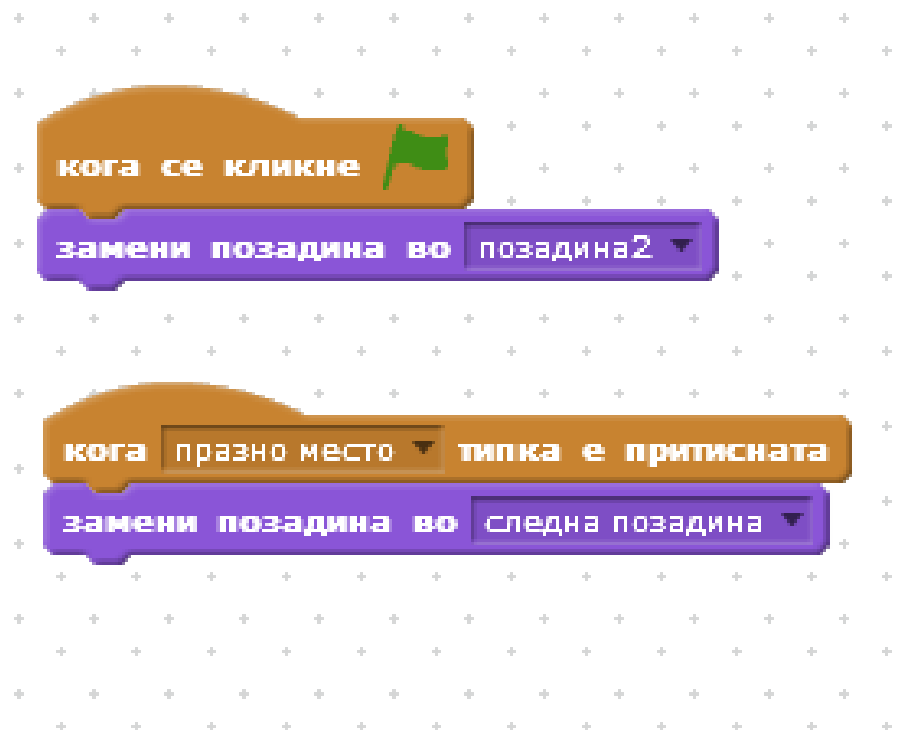 кога се кликне
замени позадина во позадина2
кога празно место типка е притисната
замени позадина во следна позадина